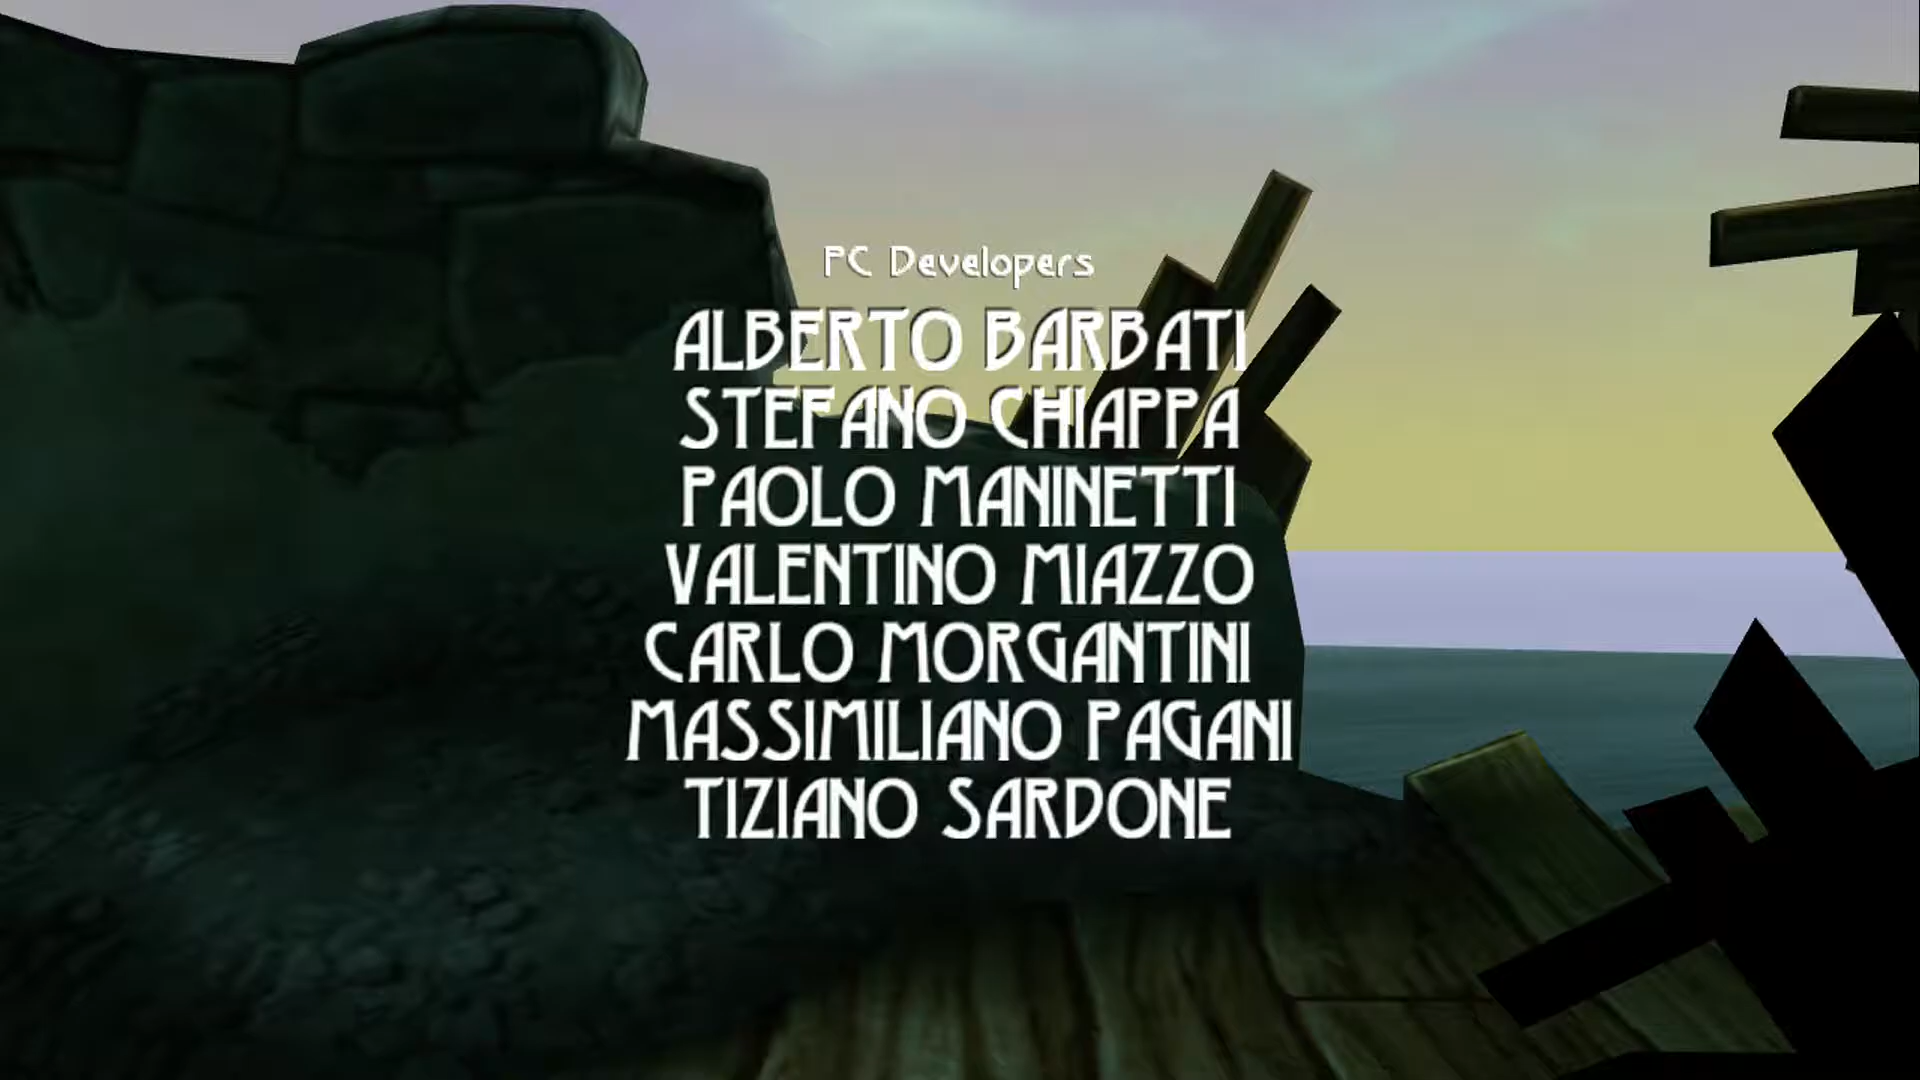 PC Developers
ALBERTO BARBATI
STEFANO CHIAPPA
PAOLO MANINETTI
VALENTINO MIAZZO
CARLO MORGANTINI
MASSIMILIANO PAGANI
TIZIANO SARDONE